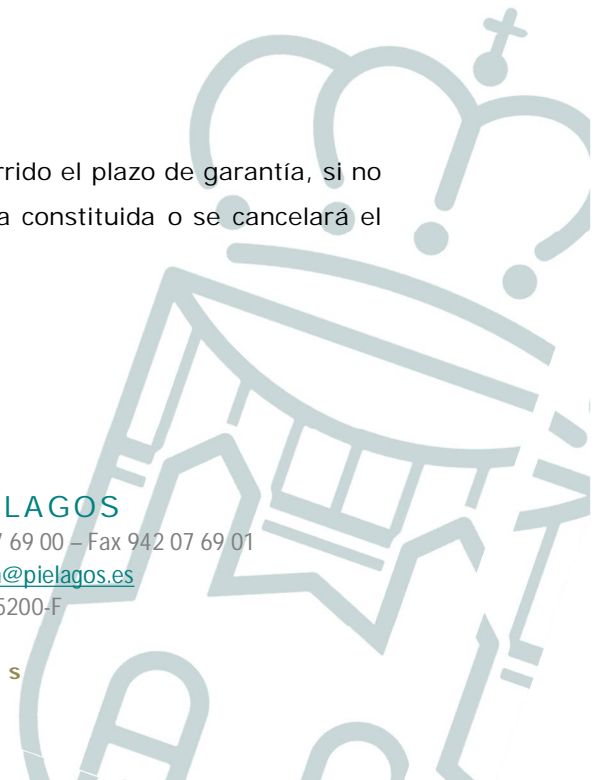 rrido el plazo de garantía, si no
a constituida o se cancelará el
LAGOS
69 00 – Fax 942 07 69 01
@pielagos.es
5200-F
s